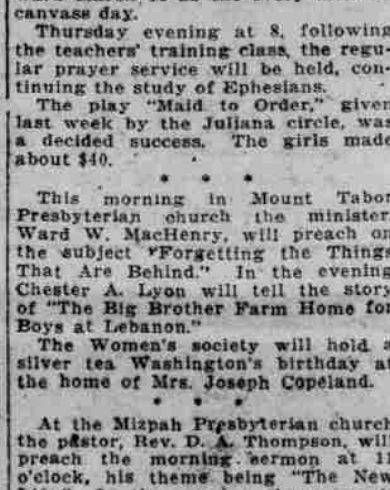 canvass day.
Thursday evening at 8, following
the teachers' training class, the regu-
lar prayer service will be held, con-
tinuing the study of Ephesians.
The play "Maid to Order," given
last week by the Juliana circle, was
a decided success. The girls made
about $40.
* * *
This morning in Mount Tabor
Presbyterian church the minister,
Ward W. MacHenry, will preach on
the subject "Forgetting the Things
That Are Behind." In the evening
Chester A. Lyon will tell the story
of "The Big Brother Farm Home for
Boys at Lebanon."
The Women's society will hold a
silver tea Washington's birthday at
the home of Mrs. Joseph Copeland.
* * *
At the Mizpah Presbyterian church
the pastor, Rev. D. A. Thompson, will
preach the morning sermon at 11
o'clock, his theme being "The New